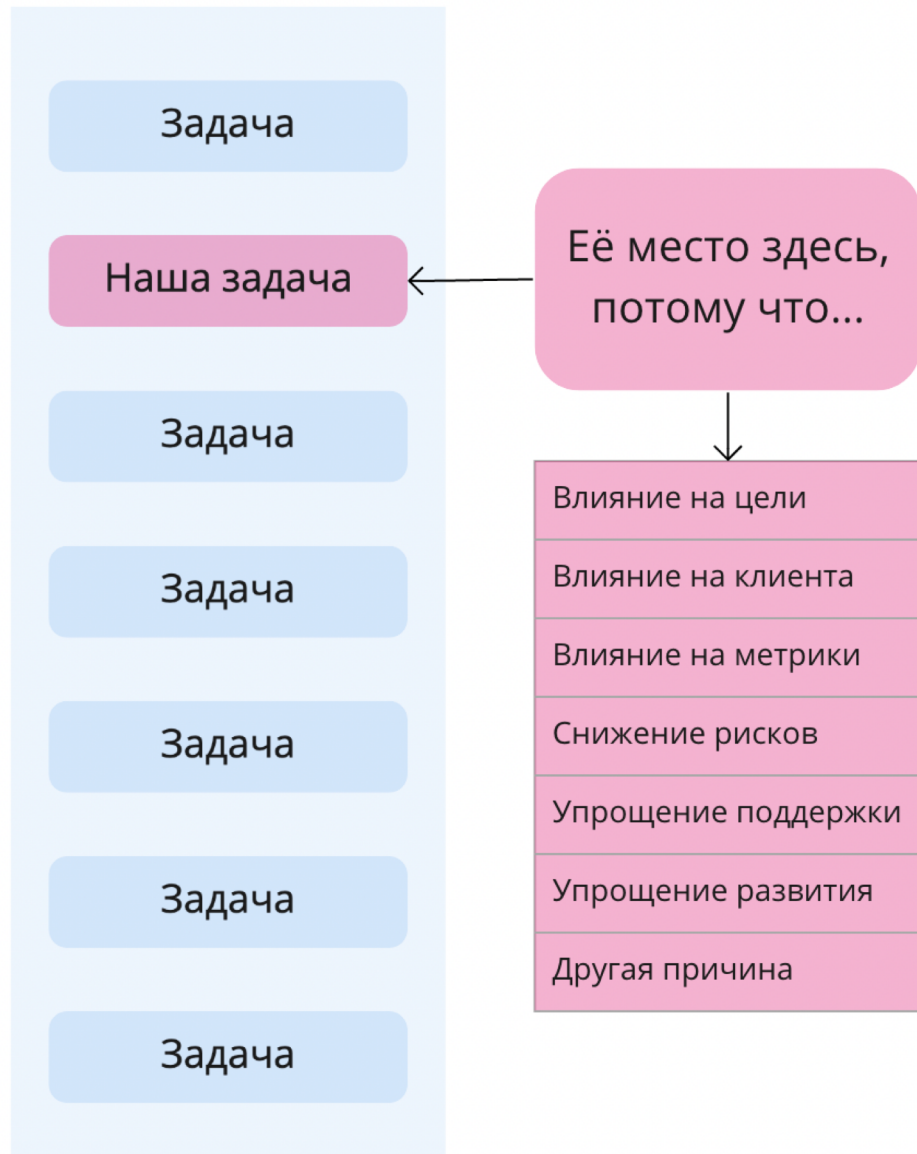 Задача
Наша задача
Задача
Задача
Задача
Задача
Задача
Её место здесь,
потому что...
Влияние на цели
Влияние на клиента
Влияние на метрики
Снижение рисков
Упрощение поддержки
Упрощение развития
Другая причина